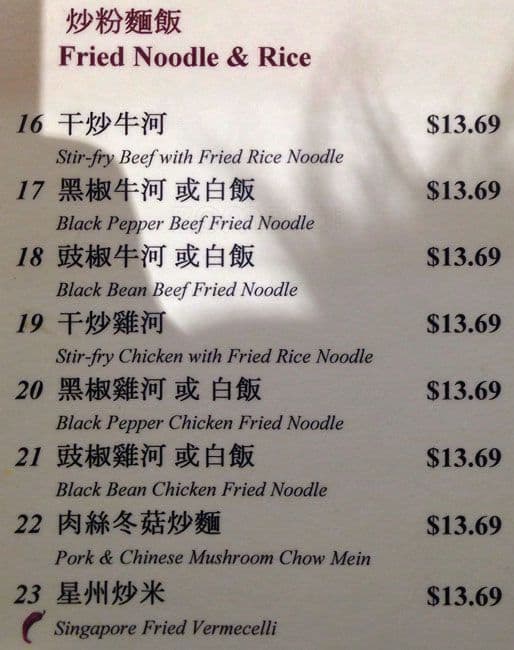 炒粉麵飯
Fried Noodle & Rice
16 干炒牛河 $13.69
Stir-fry Beef with Fried Rice Noodle
17 黑椒牛河 或白飯 $13.69
Black Pepper Beef Fried Noodle
18 豉椒牛河 或白飯 $13.69
Black Bean Beef Fried Noodle
19 干炒雞河 $13.69
Stir-fry Chicken with Fried Rice Noodle
20 黑椒雞河 或 白飯 $13.69
Black Pepper Chicken Fried Noodle
21 豉椒雞河 或白飯 $13.69
Black Bean Chicken Fried Noodle
22 肉絲冬菇炒麵 $13.69
Pork & Chinese Mushroom Chow Mein
23 星州炒米 $13.69
Singapore Fried Vermecelli